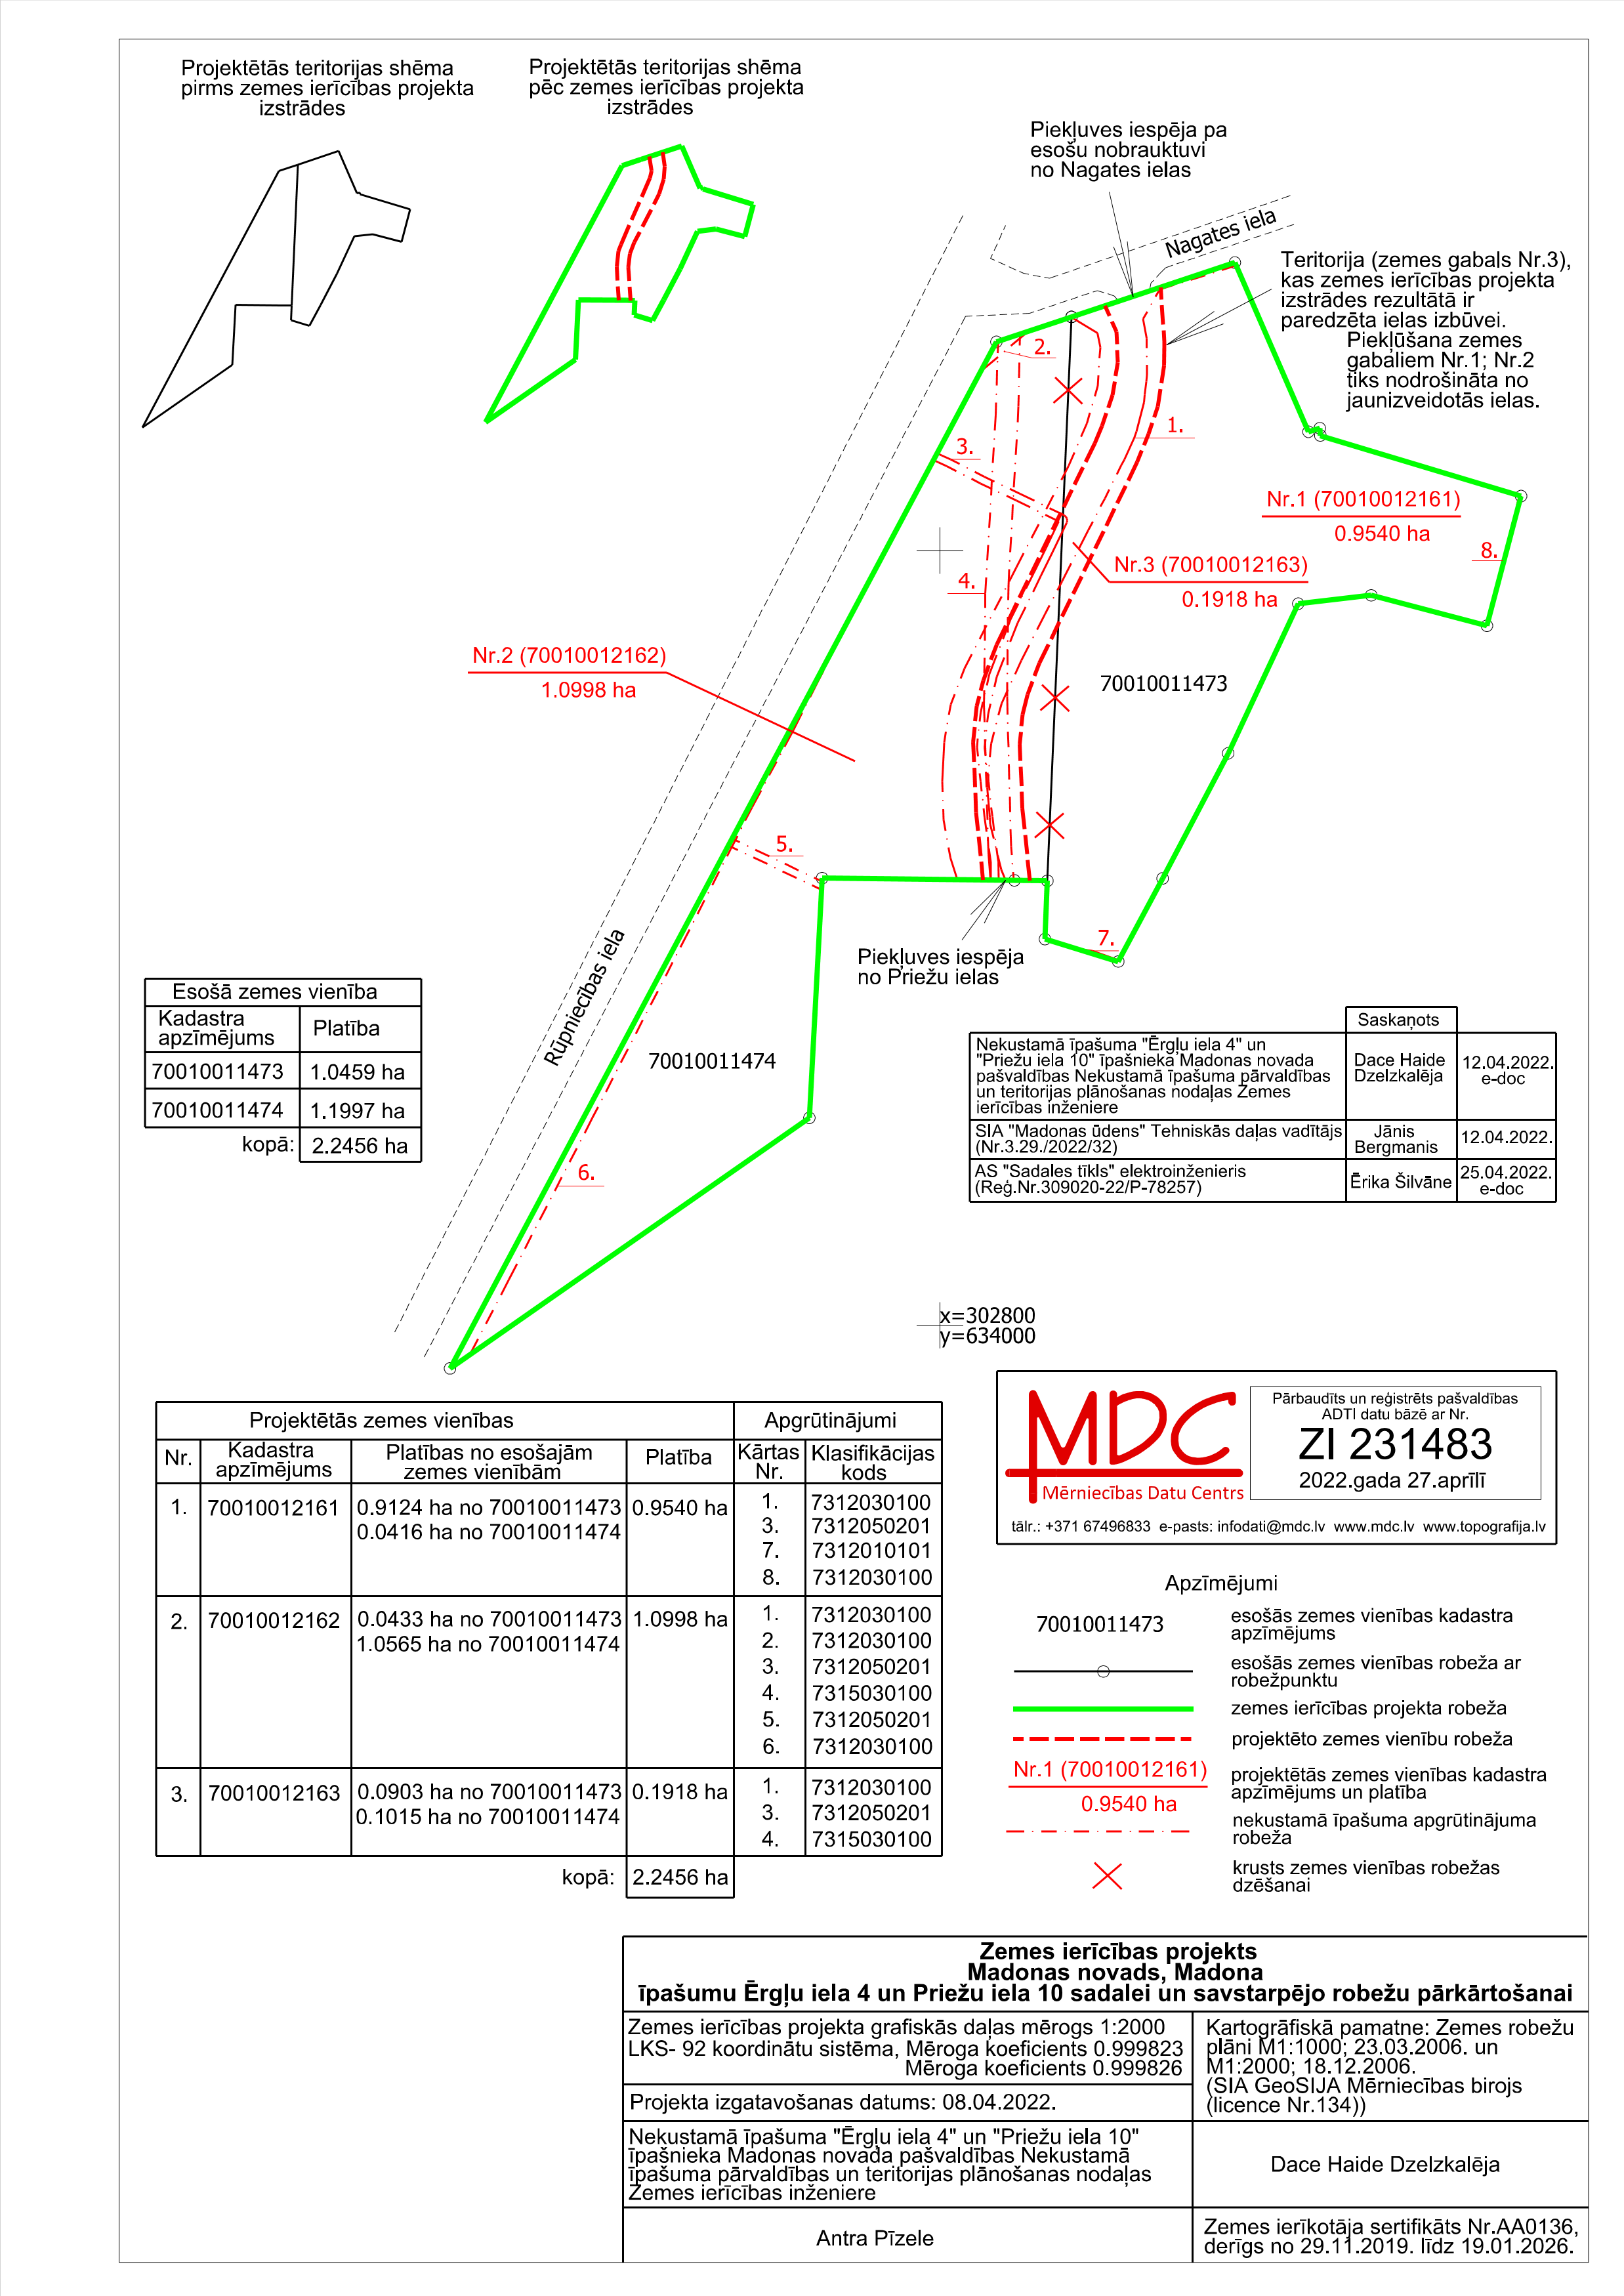 Projektētās teritorijas shēma
pirms zemes ierīcības projekta
izstrādes
Projektētās teritorijas shēma
pēc zemes ierīcības projekta
izstrādes
Piekļuves iespēja pa
esošu nobrauktuvi
no Nagates ielas
Nagates iela
Teritorija (zemes gabals Nr.3),
kas zemes ierīcības projekta
izstrādes rezultātā ir
paredzēta ielas izbūvei.
Piekļūšana zemes
gabaliem Nr.1; Nr.2
tiks nodrošināta no
jaunizveidotās ielas.
2.
1.
3.
Nr.1 (70010012161)
0.9540 ha
8.
Nr.3 (70010012163)
0.1918 ha
4.
Nr.2 (70010012162)
1.0998 ha
70010011473
5.
7.
Piekļuves iespēja
no Priežu ielas
Rūpniecības iela
70010011474
6.
Esošā zemes vienība
Kadastra
apzīmējums
Platība
70010011473 1.0459 ha
70010011474 1.1997 ha
kopā: 2.2456 ha
Saskaņots
Nekustamā īpašuma "Ērgļu iela 4" un
"Priežu iela 10" īpašnieka Madonas novada
pašvaldības Nekustamā īpašuma pārvaldības
un teritorijas plānošanas nodaļas Zemes
ierīcības inženiere
Dace Haide
Dzelzkalēja
12.04.2022.
e-doc
SIA "Madonas ūdens" Tehniskās daļas vadītājs
(Nr.3.29./2022/32)
Jānis
Bergmanis
12.04.2022.
AS "Sadales tīkls" elektroinženieris
(Reģ.Nr.309020-22/P-78257)
Ērika Šilvāne
25.04.2022.
e-doc
x=302800
y=634000
Projektētās zemes vienības
Apgrūtinājumi
Nr.
Kadastra
apzīmējums
Platības no esošajām
zemes vienībām
Platība
Kārtas
Nr.
Klasifikācijas
kods
1. 70010012161 0.9124 ha no 70010011473 0.9540 ha 1. 7312030100
0.0416 ha no 70010011474 3. 7312050201
7. 7312010101
8. 7312030100
2. 70010012162 0.0433 ha no 70010011473 1.0998 ha 1. 7312030100
1.0565 ha no 70010011474 2. 7312030100
3. 7312050201
4. 7315030100
5. 7312050201
6. 7312030100
3. 70010012163 0.0903 ha no 70010011473 0.1918 ha 1. 7312030100
0.1015 ha no 70010011474 3. 7312050201
4. 7315030100
kopā: 2.2456 ha
MDC
Mērniecības Datu Centrs
Pārbaudīts un reģistrēts pašvaldības
ADTI datu bāzē ar Nr.
ZI 231483
2022.gada 27.aprīlī
tālr.: +371 67496833 e-pasts: infodati@mdc.lv www.mdc.lv www.topografija.lv
Apzīmējumi
70010011473
esošās zemes vienības kadastra
apzīmējums
esošās zemes vienības robeža ar
robežpunktu
zemes ierīcības projekta robeža
projektēto zemes vienību robeža
Nr.1 (70010012161)
0.9540 ha
projektētās zemes vienības kadastra
apzīmējums un platība
nekustamā īpašuma apgrūtinājuma
robeža
krusts zemes vienības robežas
dzēšanai
Zemes ierīcības projekts
Madonas novads, Madona
īpašumu Ērgļu iela 4 un Priežu iela 10 sadalei un savstarpējo robežu pārkārtošanai
Zemes ierīcības projekta grafiskās daļas mērogs 1:2000
LKS- 92 koordinātu sistēma, Mēroga koeficients 0.999823
Mēroga koeficients 0.999826
Kartogrāfiskā pamatne: Zemes robežu
plāni M1:1000; 23.03.2006. un
M1:2000; 18.12.2006.
(SIA GeoSIJA Mērniecības birojs
(licence Nr.134))
Projekta izgatavošanas datums: 08.04.2022.
Nekustamā īpašuma "Ērgļu iela 4" un "Priežu iela 10"
īpašnieka Madonas novada pašvaldības Nekustamā
īpašuma pārvaldības un teritorijas plānošanas nodaļas
Zemes ierīcības inženiere
Dace Haide Dzelzkalēja
Antra Pīzele
Zemes ierīkotāja sertifikāts Nr.AA0136,
derīgs no 29.11.2019. līdz 19.01.2026.